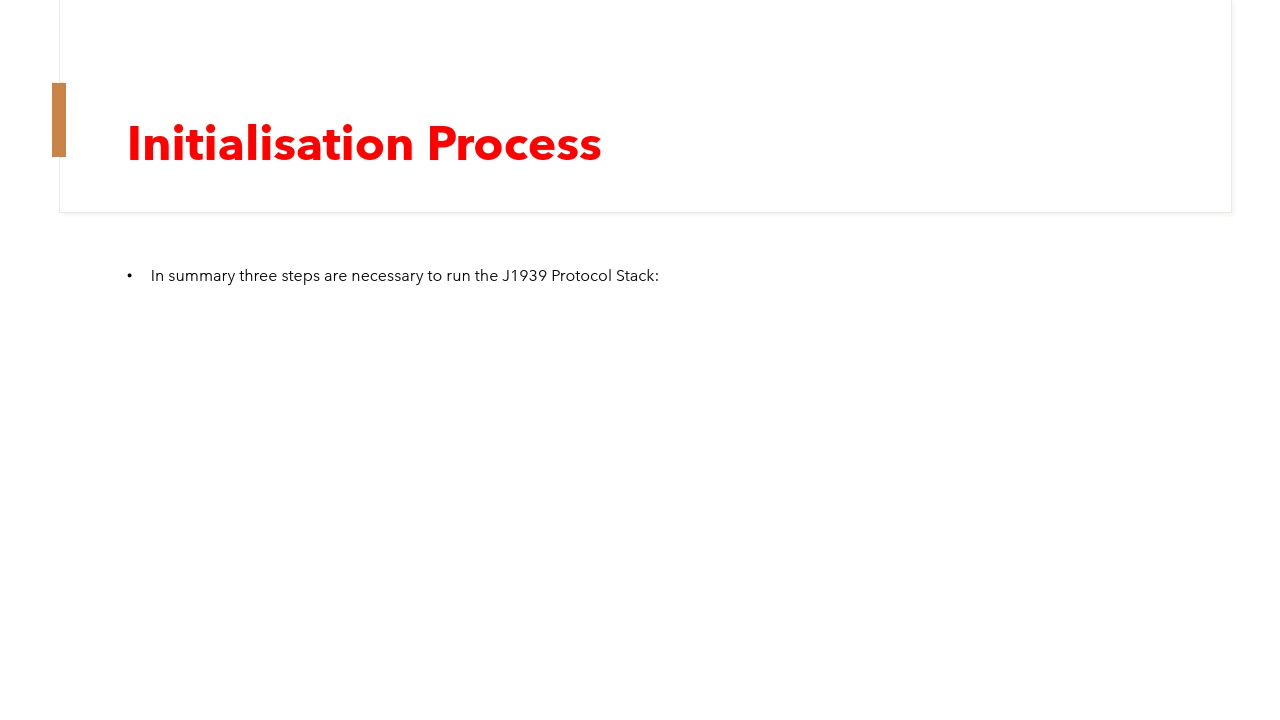 Initialisation Process
• In summary three steps are necessary to run the J1939 Protocol Stack: